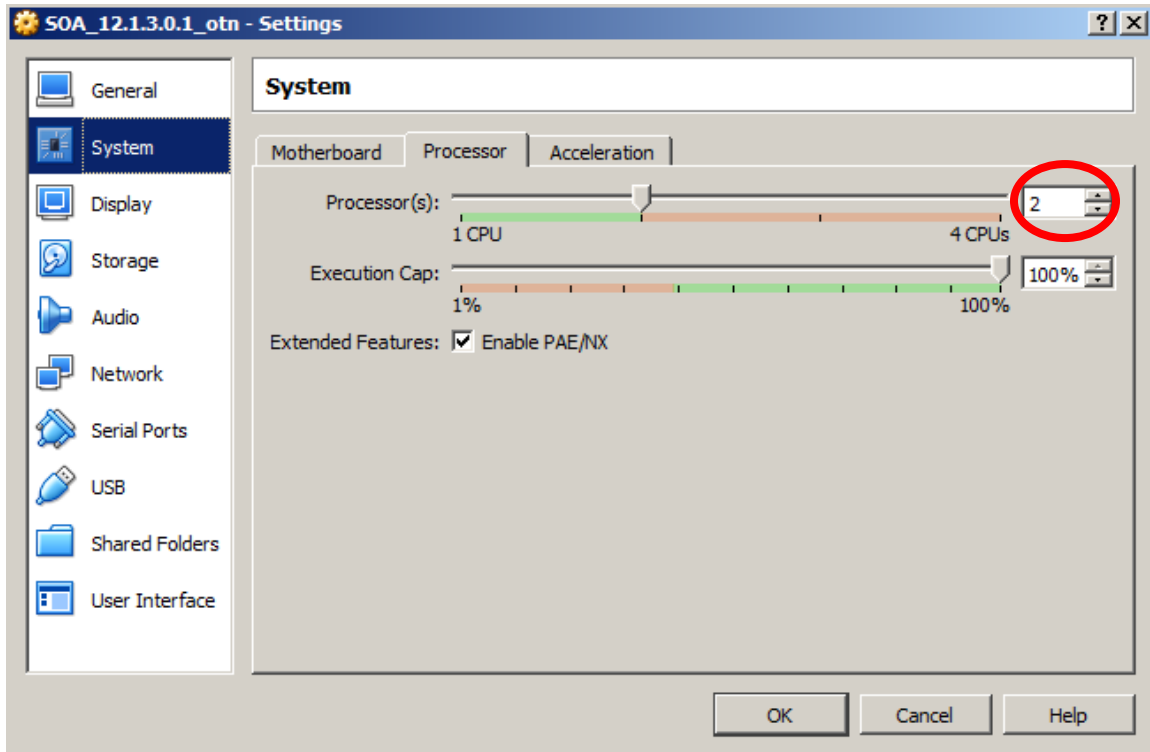 SOA_12.1.3.0.1_otn - Settings
General
System
Display
Storage
Audio
Network
Serial Ports
USB
Shared Folders
User Interface
System
Motherboard Processor Acceleration
Processor(s): 2
1 CPU 4 CPUs
Execution Cap: 100%
1% 100%
Extended Features: Enable PAE/NX
OK Cancel Help